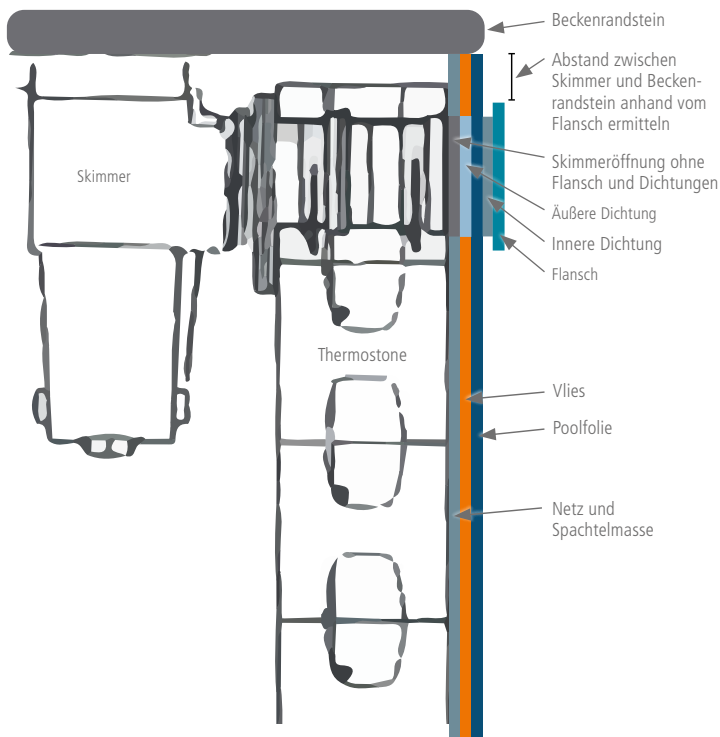 Beckenrandstein
Abstand zwischen
Skimmer und Becken-
randstein anhand vom
Flansch ermitteln
Skimmer
Skimmeröffnung ohne
Flansch und Dichtungen
Äußere Dichtung
Innere Dichtung
Flansch
Thermostone
Vlies
Poolfolie
Netz und
Spachtelmasse